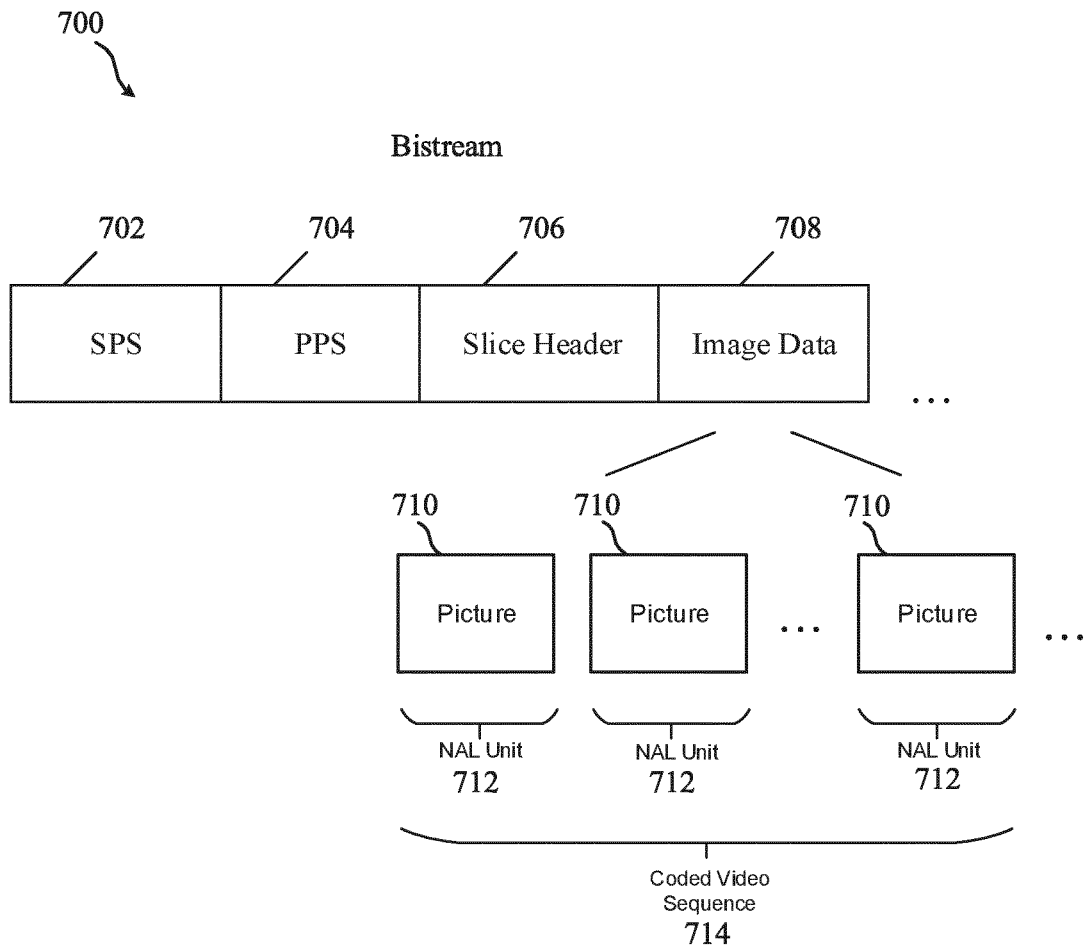 700
Bistream
702 704 706 708
SPS PPS Slice Header Image Data ...
710 710 710
Picture Picture ... Picture ...
NAL Unit NAL Unit NAL Unit
712 712 712
Coded Video
Sequence
714